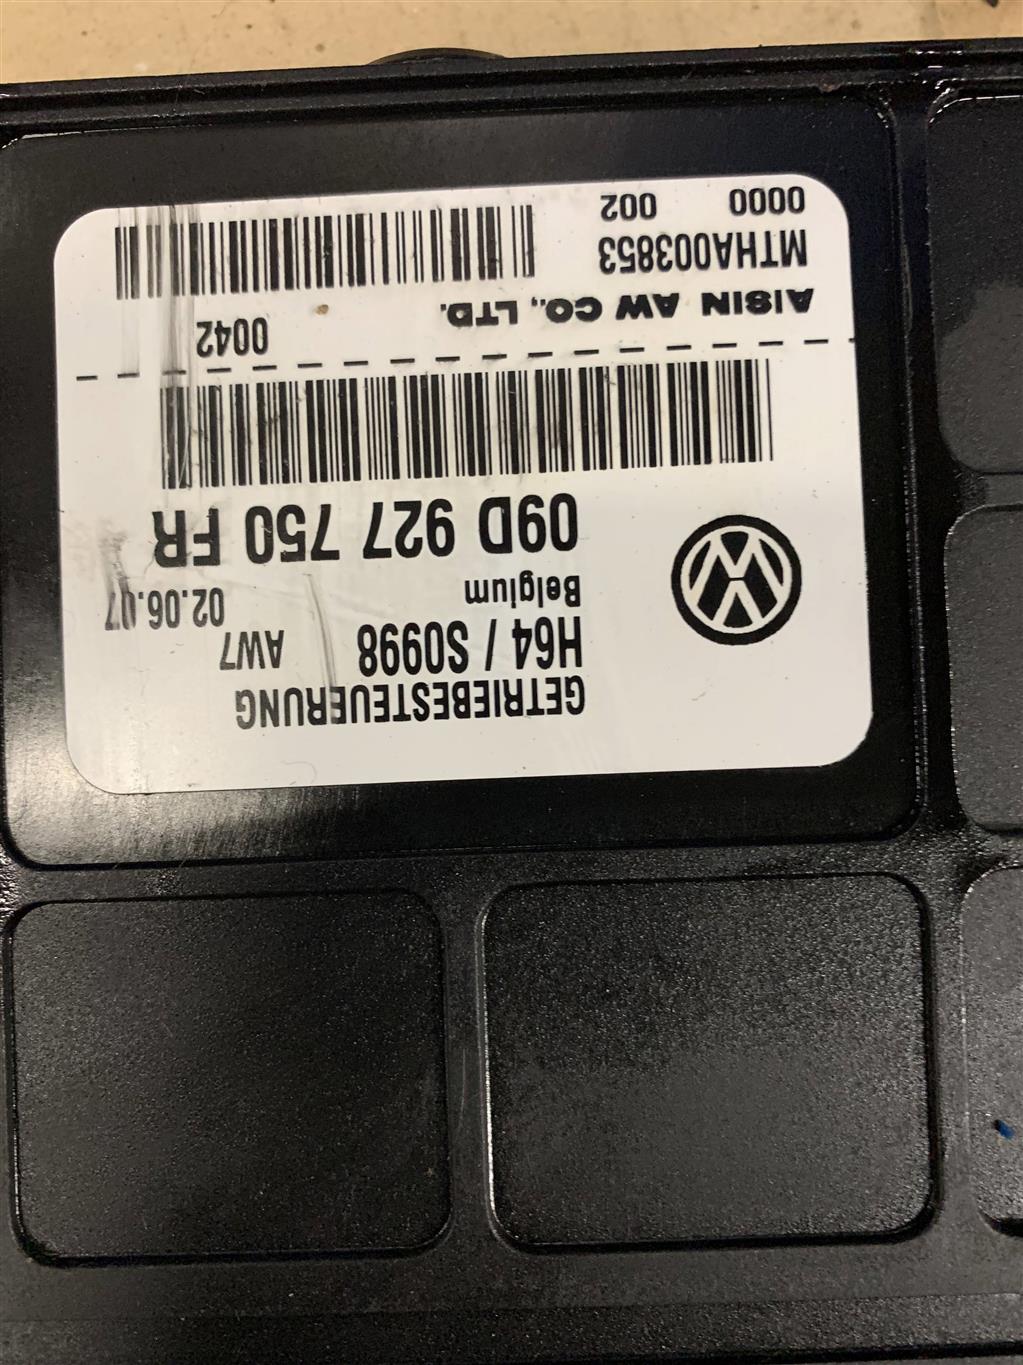 GETRIEBESTEUERUNG
H64 / S0998 AW7
Belgium 02.06.07
09D 927 750 FR
0042
AISIN AW CO., LTD.
MTHA003853
0000 002